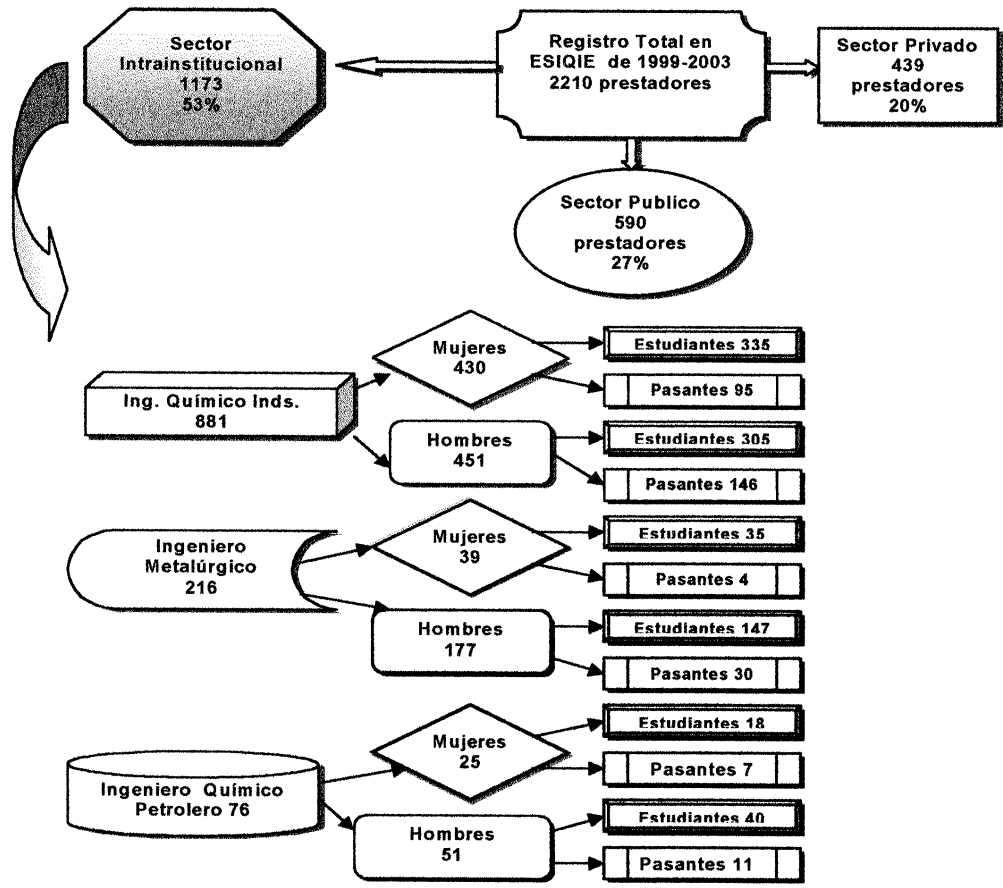 Sector
Intrainstitucional
1173
53%
Registro Total en
ESIQIE de 1999-2003
2210 prestadores
Sector Privado
439
prestadores
20%
Sector Publico
590
prestadores
27%
Ing. Químico Inds.
881
Mujeres
430
Estudiantes 335
Pasantes 95
Hombres
451
Estudiantes 305
Pasantes 146
Ingeniero
Metalúrgico
216
Mujeres
39
Estudiantes 35
Pasantes 4
Hombres
177
Estudiantes 147
Pasantes 30
Ingeniero Químico
Petrolero 76
Mujeres
25
Estudiantes 18
Pasantes 7
Hombres
51
Estudiantes 40
Pasantes 11